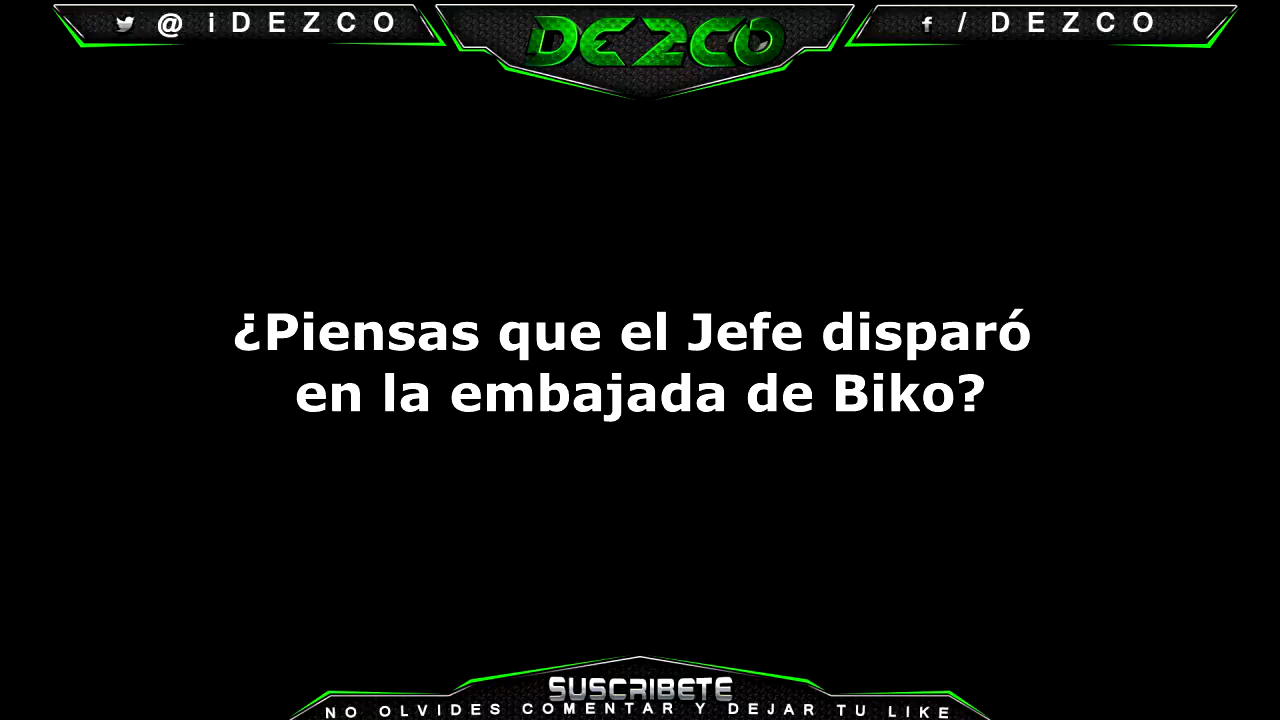 @iDEZCO
DEZCO
f / DEZCO
¿Piensas que el Jefe disparó
en la embajada de Biko?
SUSCRIBETE
NO OLVIDES COMENTAR Y DEJAR TU LIKE